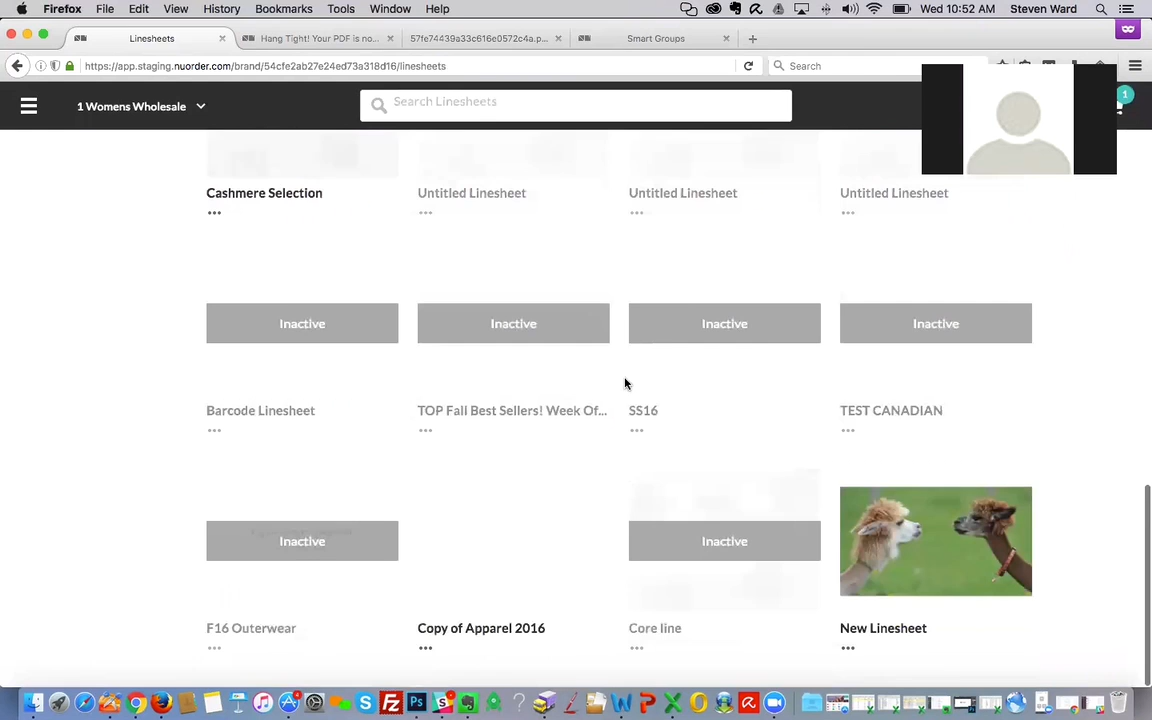 Firefox File Edit View History Bookmarks Tools Window Help Wed 10:52 AM Steven Ward
Linesheets Hang Tight! Your PDF is no... 57fe74439a33c616e0572c4a.p... Smart Groups
https://app.staging.nuorder.com/brand/54cfe2ab27e24ed73a318d16/linesheets Search
1 Womens Wholesale Search Linesheets 1
Cashmere Selection Untitled Linesheet Untitled Linesheet Untitled Linesheet
Inactive Inactive Inactive Inactive
Barcode Linesheet TOP Fall Best Sellers! Week Of... SS16 TEST CANADIAN
Inactive Inactive
F16 Outerwear Copy of Apparel 2016 Core line New Linesheet